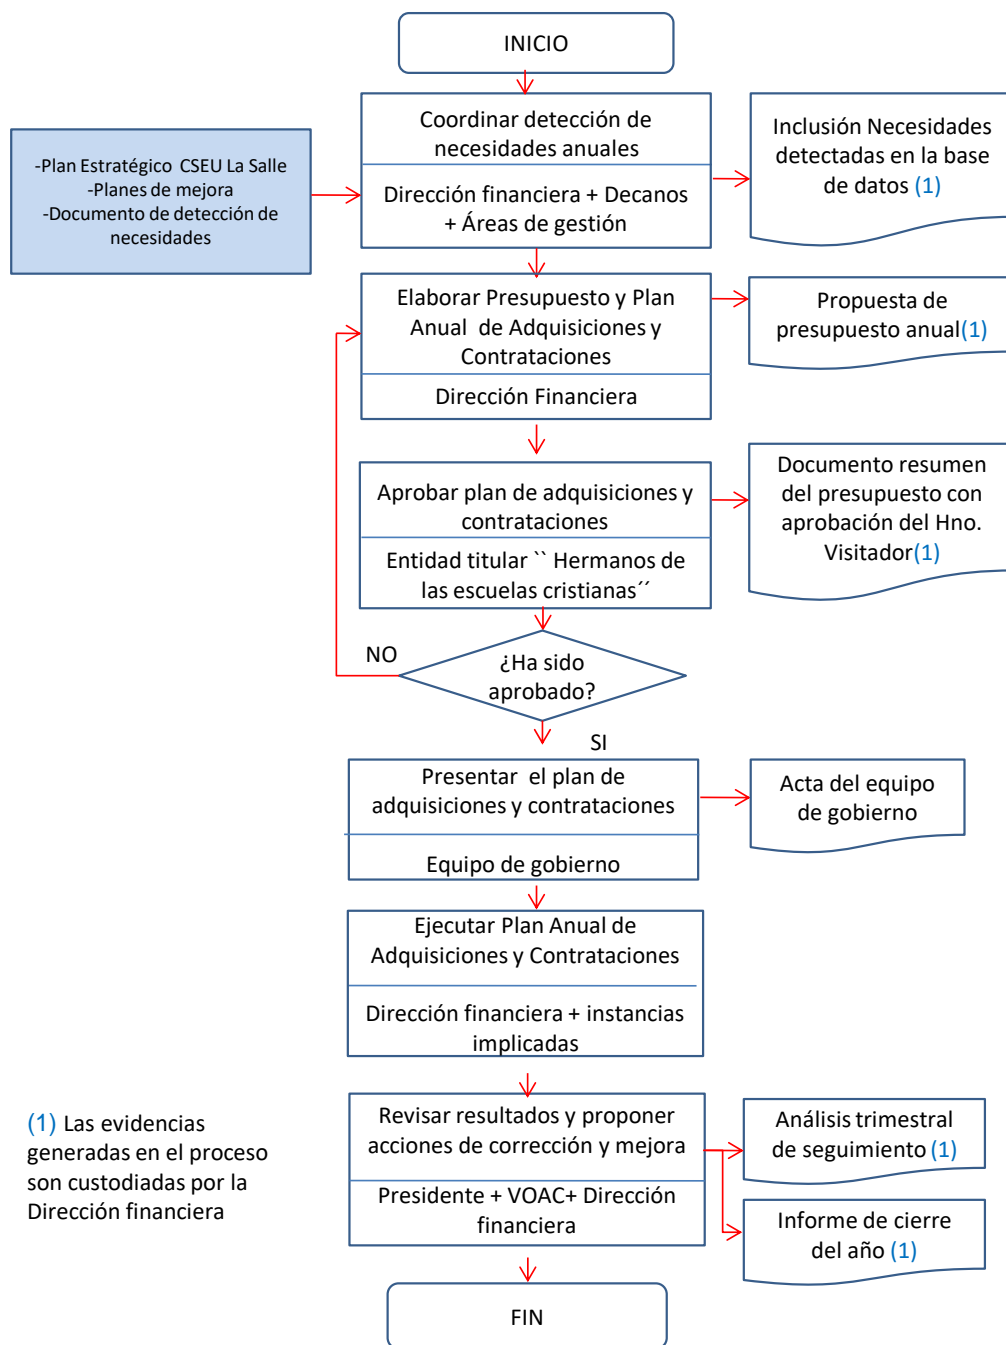 INICIO
Coordinar detección de
necesidades anuales
Dirección financiera + Decanos
+ Áreas de gestión
Inclusión Necesidades
detectadas en la base
de datos (1)
-Plan Estratégico CSEU La Salle
-Planes de mejora
-Documento de detección de
necesidades
Elaborar Presupuesto y Plan
Anual de Adquisiciones y
Contrataciones
Dirección Financiera
Propuesta de
presupuesto anual(1)
Aprobar plan de adquisiciones y
contrataciones
Entidad titular `` Hermanos de
las escuelas cristianas´´
Documento resumen
del presupuesto con
aprobación del Hno.
Visitador(1)
NO
¿Ha sido
aprobado?
SI
Presentar el plan de
adquisiciones y contrataciones
Equipo de gobierno
Acta del equipo
de gobierno
Ejecutar Plan Anual de
Adquisiciones y Contrataciones
Dirección financiera + instancias
implicadas
(1) Las evidencias
generadas en el proceso
son custodiadas por la
Dirección financiera
Revisar resultados y proponer
acciones de corrección y mejora
Presidente + VOAC+ Dirección
financiera
Análisis trimestral
de seguimiento (1)
Informe de cierre
del año (1)
FIN